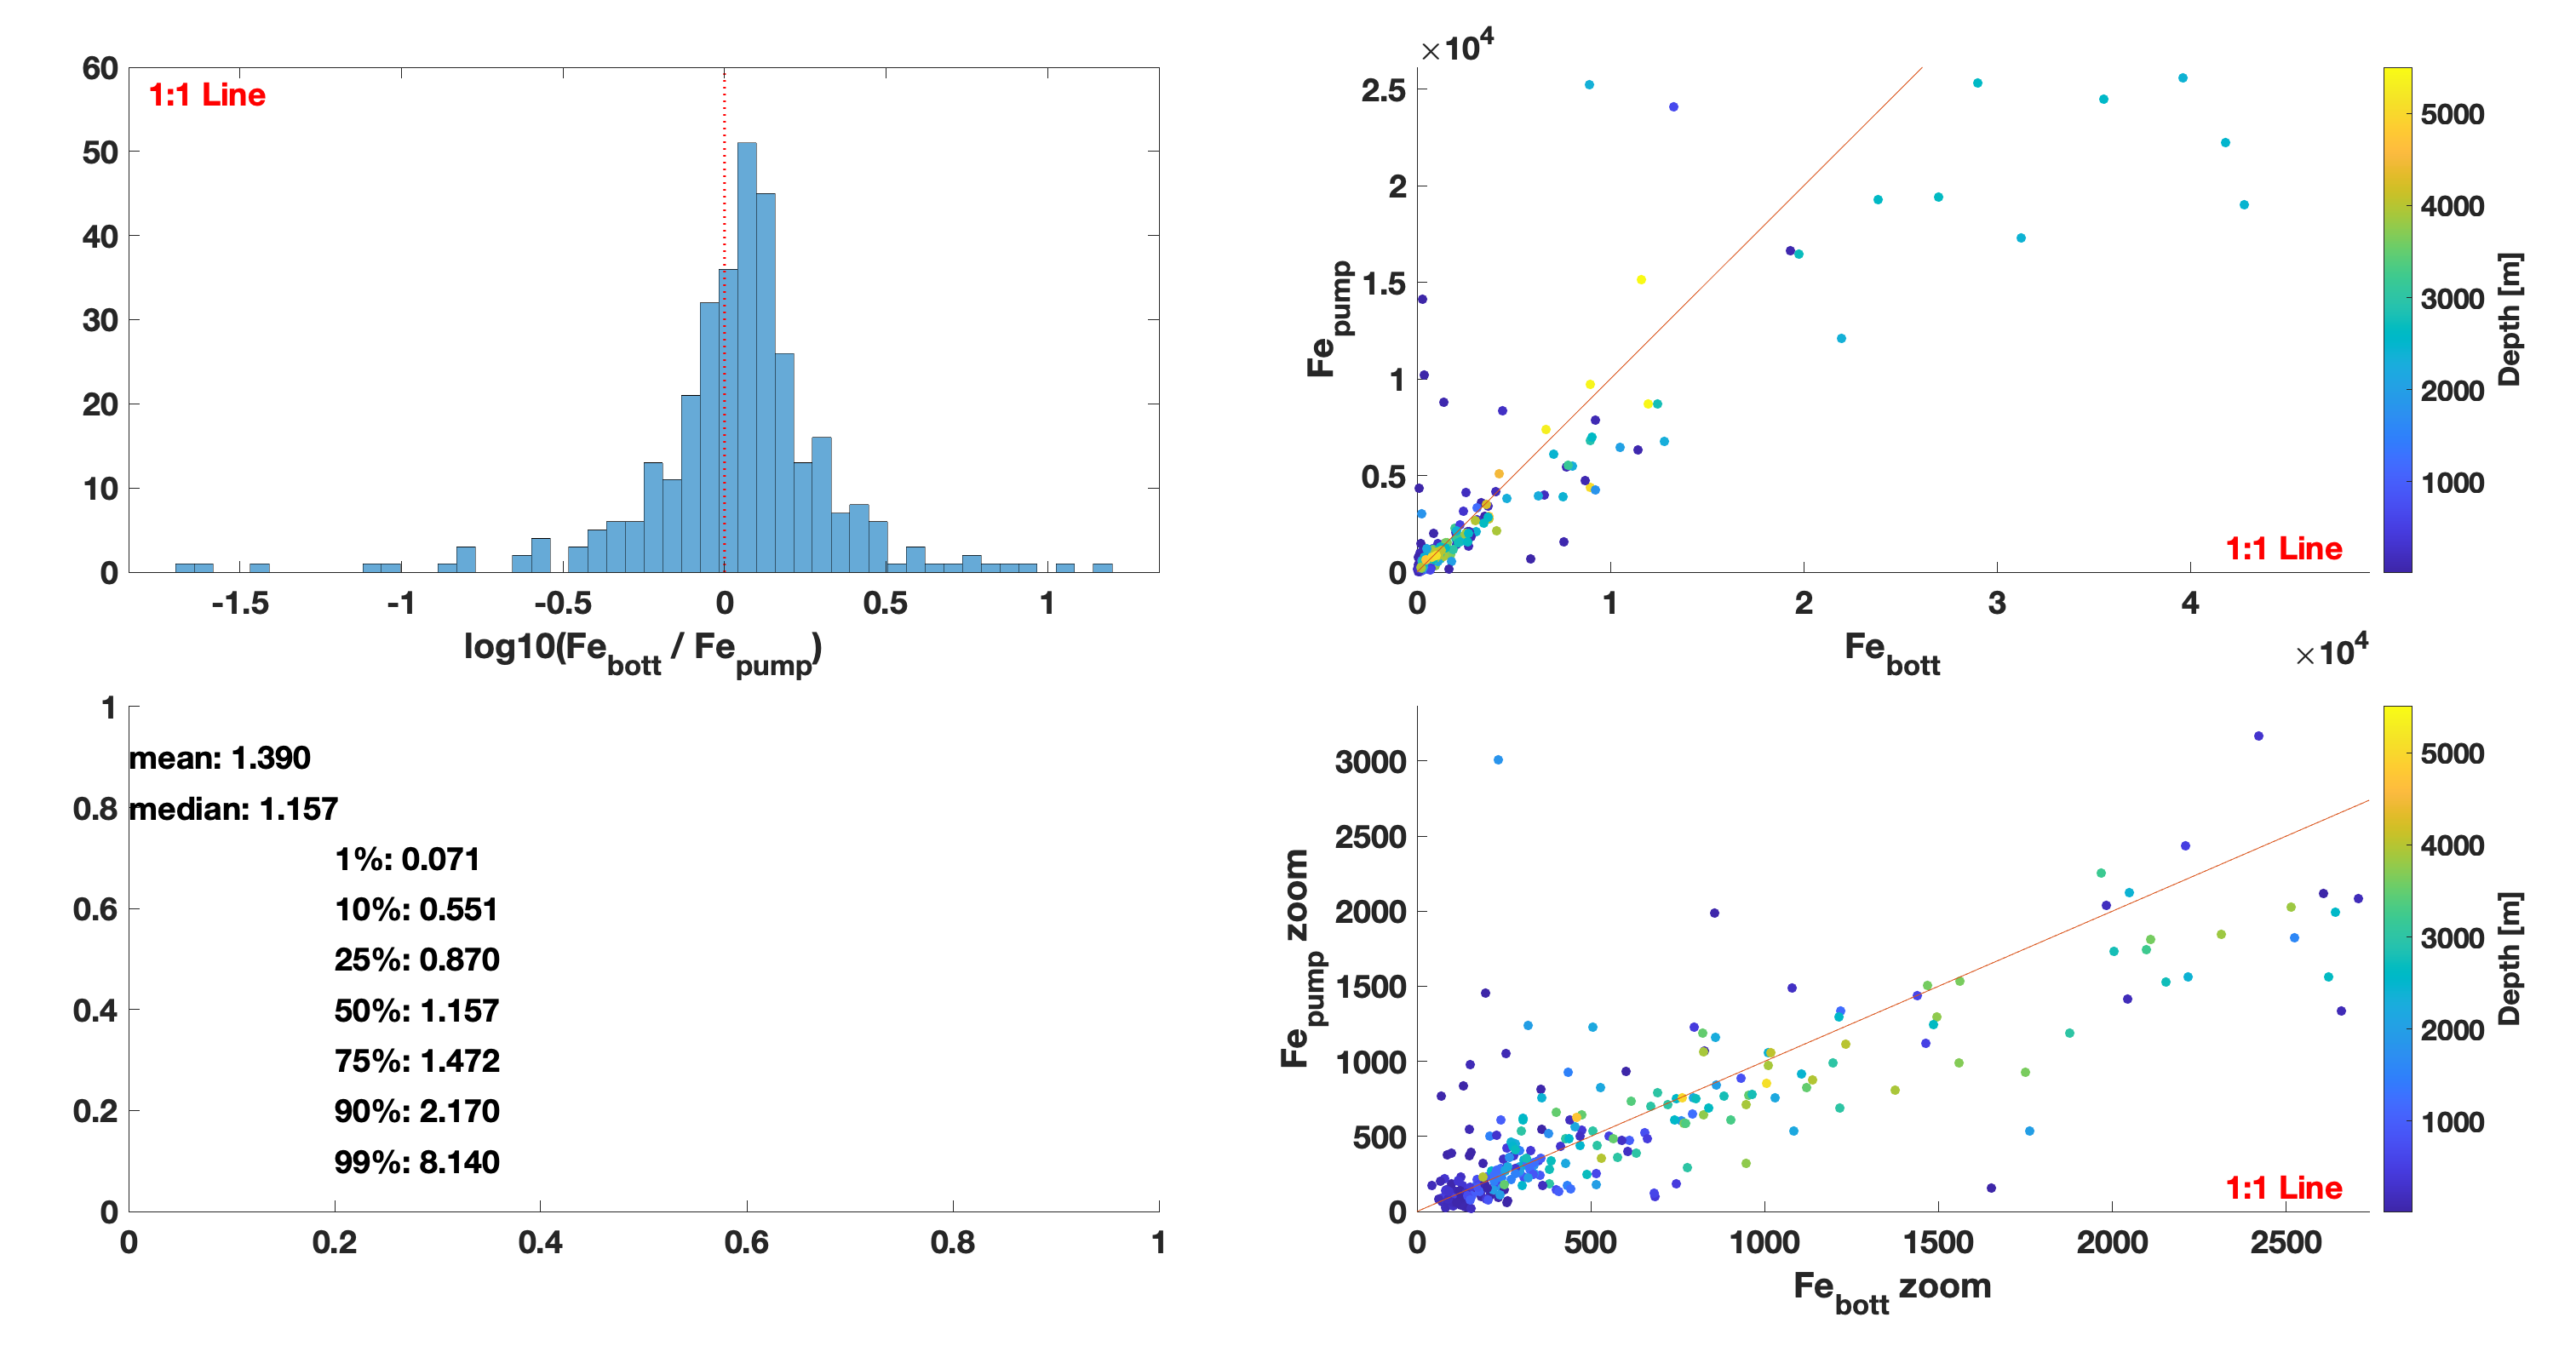 60
50
40
30
20
10
0
1:1 Line
-1.5 -1 -0.5 0 0.5 1
log10(Fe_bott / Fe_pump)
×10^4
2.5
2
1.5
1
0.5
0
Fe_pump
1:1 Line
0 1 2 3 4
Fe_bott
×10^4
5000
4000
3000
2000
1000
Depth [m]
1
0.8
0.6
0.4
0.2
0
mean: 1.390
median: 1.157
1%: 0.071
10%: 0.551
25%: 0.870
50%: 1.157
75%: 1.472
90%: 2.170
99%: 8.140
0 0.2 0.4 0.6 0.8 1
3000
2500
2000
1500
1000
500
0
Fe_pump zoom
1:1 Line
0 500 1000 1500 2000 2500
Fe_bott zoom
5000
4000
3000
2000
1000
Depth [m]